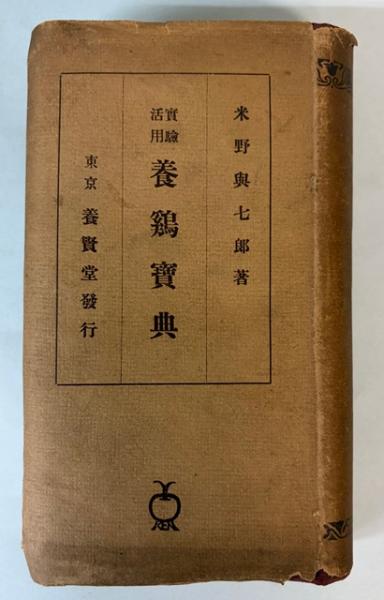 米野與七郎著
實驗
活用
養鷄寶典
東京 養賢堂發行